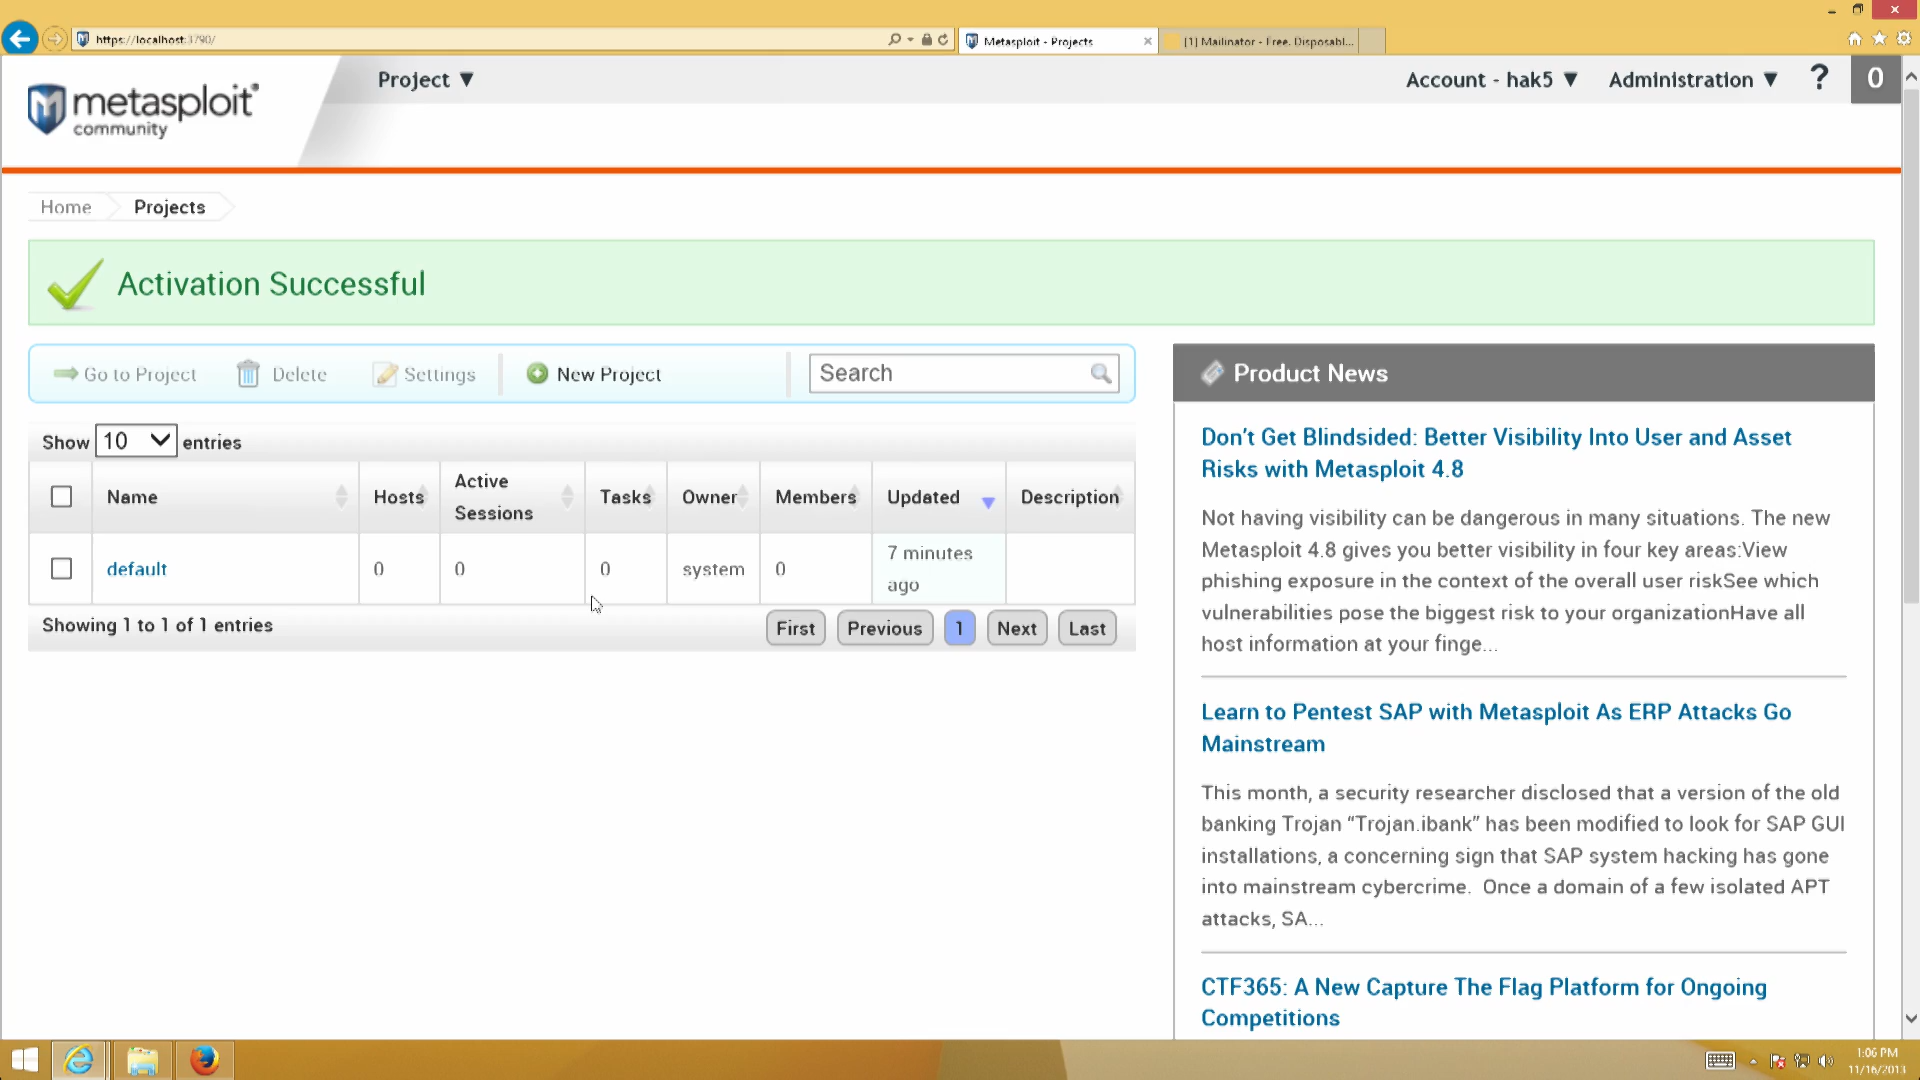 https://localhost:3790/
Metasploit - Projects
[1] Mailinator - Free, Disposabl...
metasploit®
community
Project ▼
Account - hak5 ▼
Administration ▼
?
0
Home
Projects
Activation Successful
Go to Project
Delete
Settings
New Project
Search
Show 10 entries
Name
Hosts
Active
Sessions
Tasks
Owner
Members
Updated
Description
default
0
0
0
system
0
7 minutes
ago
Showing 1 to 1 of 1 entries
First
Previous
1
Next
Last
Product News
Don't Get Blindsided: Better Visibility Into User and Asset
Risks with Metasploit 4.8
Not having visibility can be dangerous in many situations. The new
Metasploit 4.8 gives you better visibility in four key areas:View
phishing exposure in the context of the overall user riskSee which
vulnerabilities pose the biggest risk to your organizationHave all
host information at your finge...
Learn to Pentest SAP with Metasploit As ERP Attacks Go
Mainstream
This month, a security researcher disclosed that a version of the old
banking Trojan “Trojan.ibank” has been modified to look for SAP GUI
installations, a concerning sign that SAP system hacking has gone
into mainstream cybercrime. Once a domain of a few isolated APT
attacks, SA...
CTF365: A New Capture The Flag Platform for Ongoing
Competitions
1:06 PM
11/16/2013